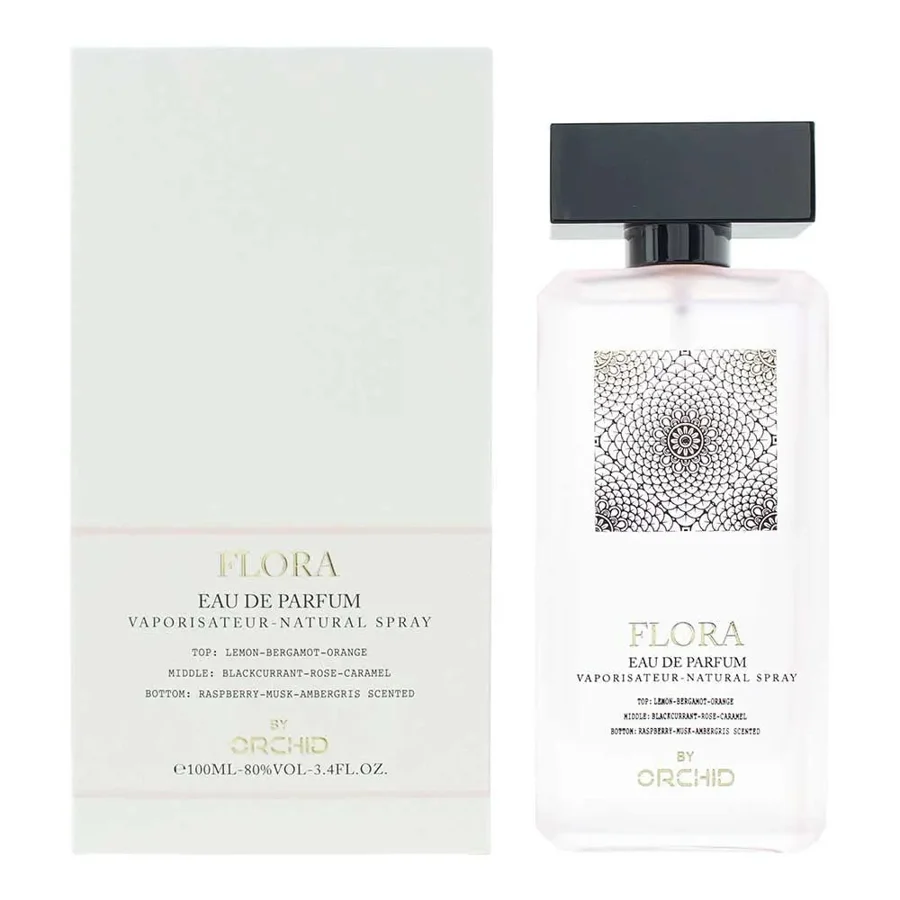 FLORA
EAU DE PARFUM
VAPORISATEUR-NATURAL SPRAY
TOP: LEMON-BERGAMOT-ORANGE
MIDDLE: BLACKCURRANT-ROSE-CARAMEL
BOTTOM: RASPBERRY-MUSK-AMBERGRIS SCENTED
BY
ORCHID
℮100ML-80%VOL-3.4FL.OZ.
FLORA
EAU DE PARFUM
VAPORISATEUR-NATURAL SPRAY
TOP: LEMON-BERGAMOT-ORANGE
MIDDLE: BLACKCURRANT-ROSE-CARAMEL
BOTTOM: RASPBERRY-MUSK-AMBERGRIS SCENTED
BY
ORCHID